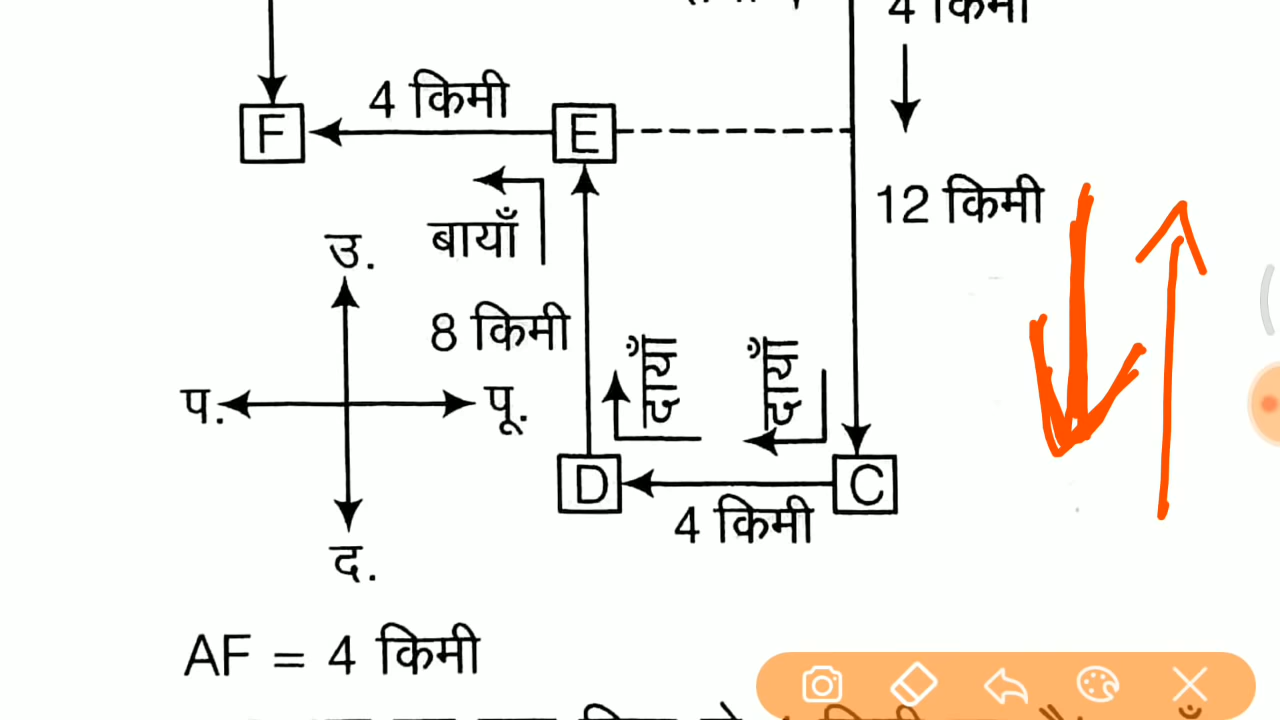 4 किमी
4 किमी
F
E
12 किमी
बायाँ
उ.
8 किमी
दायाँ
दायाँ
प.
पू.
D
C
4 किमी
द.
AF = 4 किमी